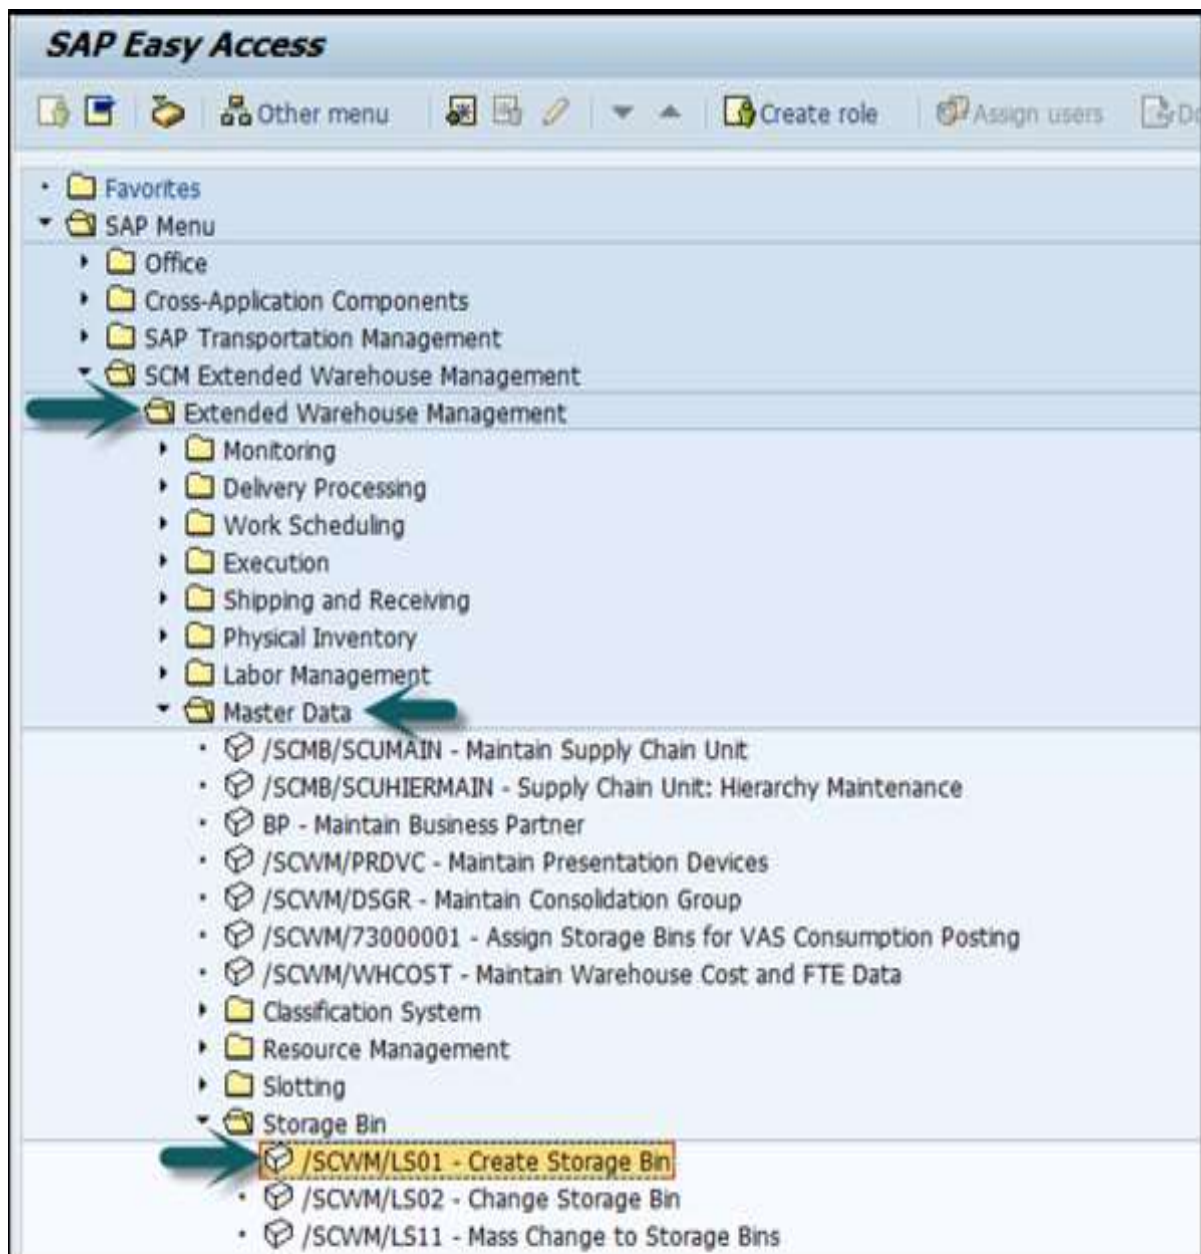 SAP Easy Access
Other menu Create role Assign users Do
Favorites
SAP Menu
Office
Cross-Application Components
SAP Transportation Management
SCM Extended Warehouse Management
Extended Warehouse Management
Monitoring
Delivery Processing
Work Scheduling
Execution
Shipping and Receiving
Physical Inventory
Labor Management
Master Data
/SCMB/SCUMAIN - Maintain Supply Chain Unit
/SCMB/SCUHIERMAIN - Supply Chain Unit: Hierarchy Maintenance
BP - Maintain Business Partner
/SCWM/PRDVC - Maintain Presentation Devices
/SCWM/DSGR - Maintain Consolidation Group
/SCWM/73000001 - Assign Storage Bins for VAS Consumption Posting
/SCWM/WHCOST - Maintain Warehouse Cost and FTE Data
Classification System
Resource Management
Slotting
Storage Bin
/SCWM/LS01 - Create Storage Bin
/SCWM/LS02 - Change Storage Bin
/SCWM/LS11 - Mass Change to Storage Bins